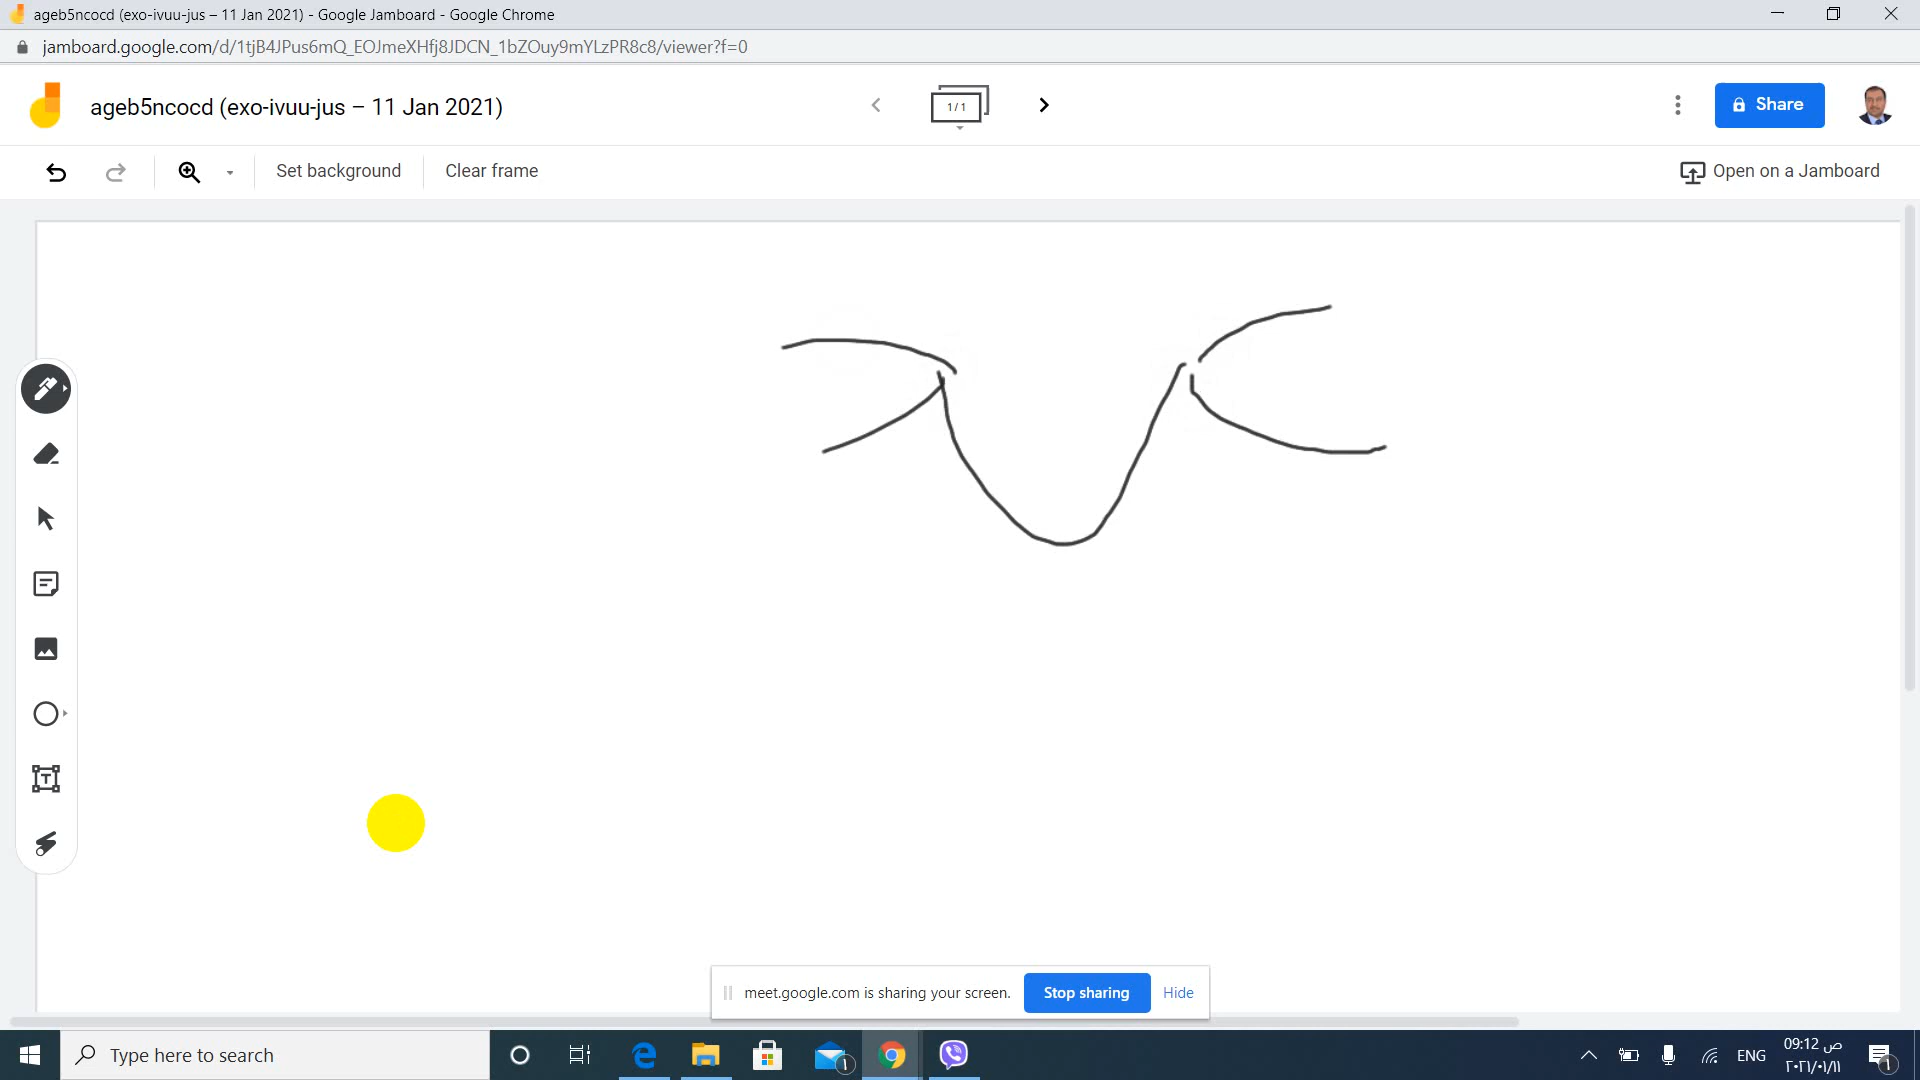 ageb5ncocd (exo-ivuu-jus – 11 Jan 2021) - Google Jamboard - Google Chrome
jamboard.google.com/d/1tjB4JPus6mQ_EOJmeXHfj8JDCN_1bZOuy9mYLzPR8c8/viewer?f=0
ageb5ncocd (exo-ivuu-jus – 11 Jan 2021)
1 / 1
Share
Set background
Clear frame
Open on a Jamboard
meet.google.com is sharing your screen.
Stop sharing
Hide
Type here to search
١
ENG
09:12 ص
٢٠٢١/٠١/١١
١